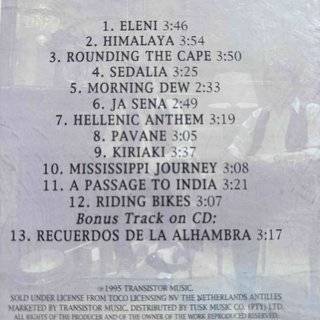 1. ELENI 3:46
2. HIMALAYA 3:54
3. ROUNDING THE CAPE 3:50
4. SEDALIA 3:25
5. MORNING DEW 2:33
6. JA SENA 2:49
7. HELLENIC ANTHEM 3:19
8. PAVANE 3:05
9. KIRIAKI 3:37
10. MISSISSIPPI JOURNEY 3:08
11. A PASSAGE TO INDIA 3:21
12. RIDING BIKES 3:07
Bonus Track on CD:
13. RECUERDOS DE LA ALHAMBRA 3:17
℗1995 TRANSISTOR MUSIC.
SOLD UNDER LICENSE FROM TOCO LICENSING NV THE NETHERLANDS ANTILLES
MARKETED BY TRANSISTOR MUSIC, DISTRIBUTED BY TUSK MUSIC CO. (PTY) LTD.
ALL RIGHTS OF THE PRODUCER AND OF THE OWNER OF THE WORK REPRODUCED RESERVED.